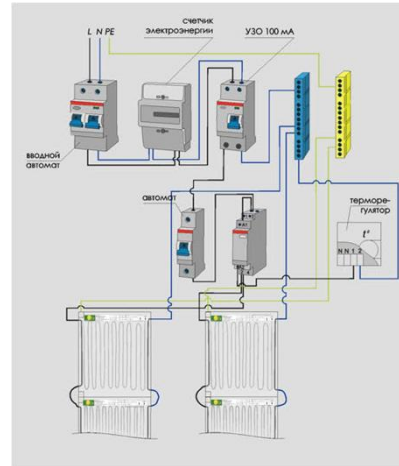 счетчик
электроэнергии
УЗО 100 мА
L N PE
вводной
автомат
автомат
терморе-
гулятор
t°
N N 1 2